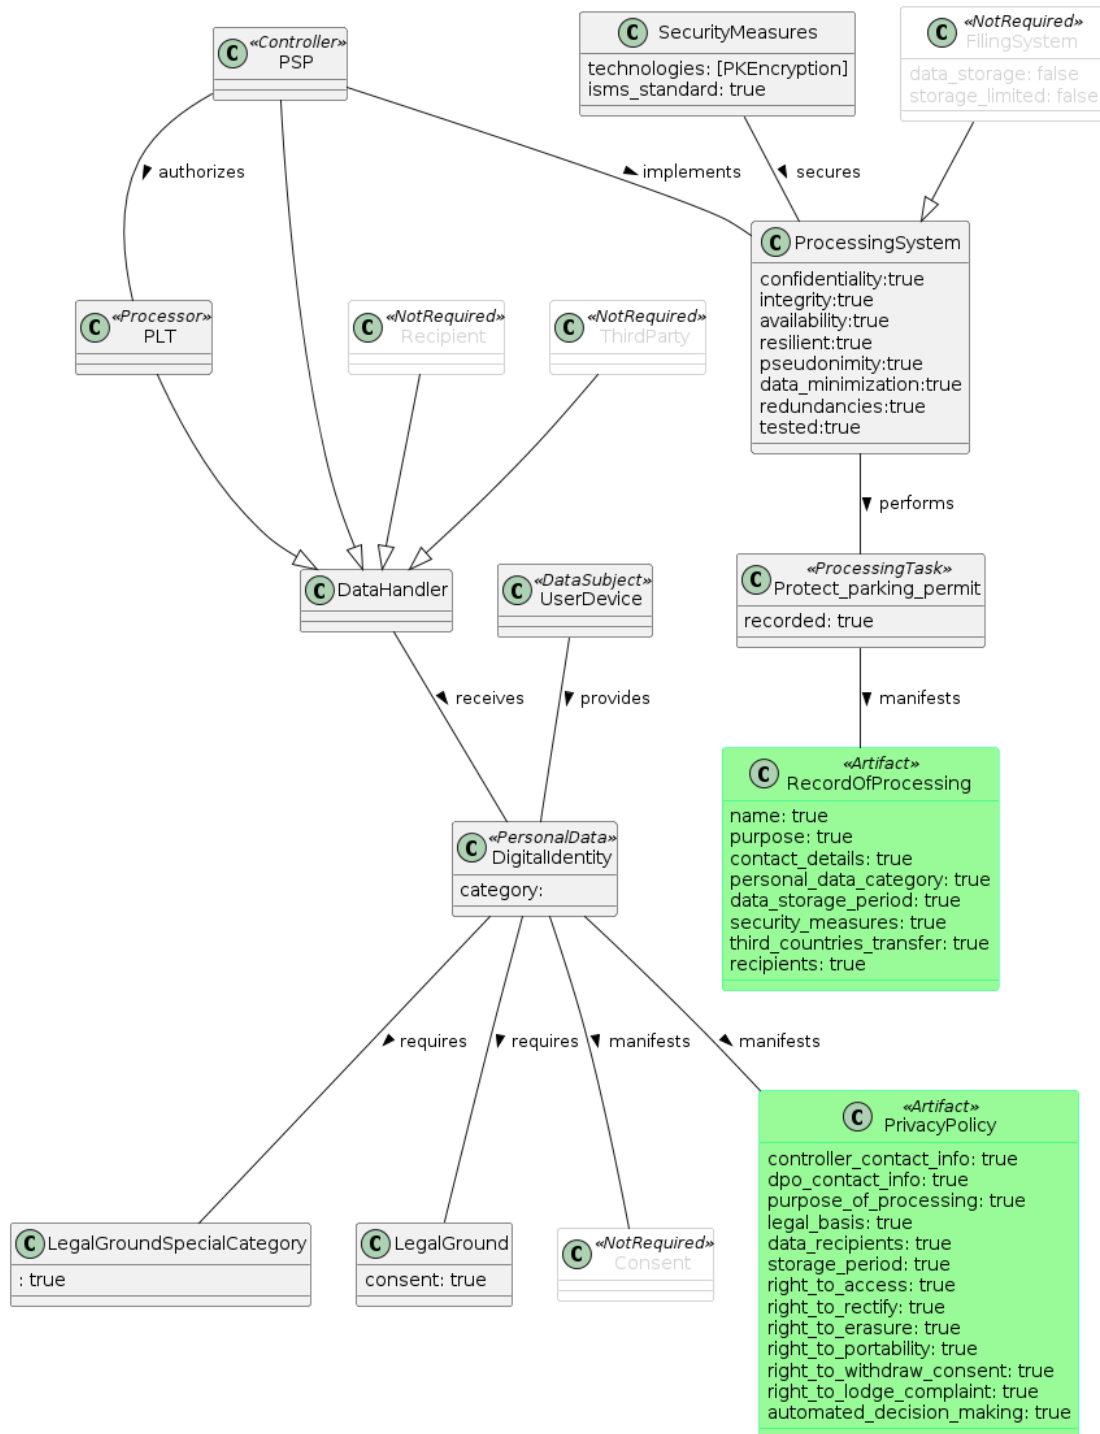 C «Controller»
PSP
C SecurityMeasures
technologies: [PKEncryption]
isms_standard: true
C «NotRequired»
FilingSystem
data_storage: false
storage_limited: false
authorizes
implements
secures
C ProcessingSystem
confidentiality:true
integrity:true
availability:true
resilient:true
pseudonimity:true
data_minimization:true
redundancies:true
tested:true
C «Processor»
PLT
C «NotRequired»
Recipient
C «NotRequired»
ThirdParty
performs
C DataHandler
C «DataSubject»
UserDevice
C «ProcessingTask»
Protect_parking_permit
recorded: true
receives
provides
manifests
C «Artifact»
RecordOfProcessing
name: true
purpose: true
contact_details: true
personal_data_category: true
data_storage_period: true
security_measures: true
third_countries_transfer: true
recipients: true
C «PersonalData»
DigitalIdentity
category:
requires
requires
manifests
manifests
C LegalGroundSpecialCategory
: true
C LegalGround
consent: true
C «NotRequired»
Consent
C «Artifact»
PrivacyPolicy
controller_contact_info: true
dpo_contact_info: true
purpose_of_processing: true
legal_basis: true
data_recipients: true
storage_period: true
right_to_access: true
right_to_rectify: true
right_to_erasure: true
right_to_portability: true
right_to_withdraw_consent: true
right_to_lodge_complaint: true
automated_decision_making: true